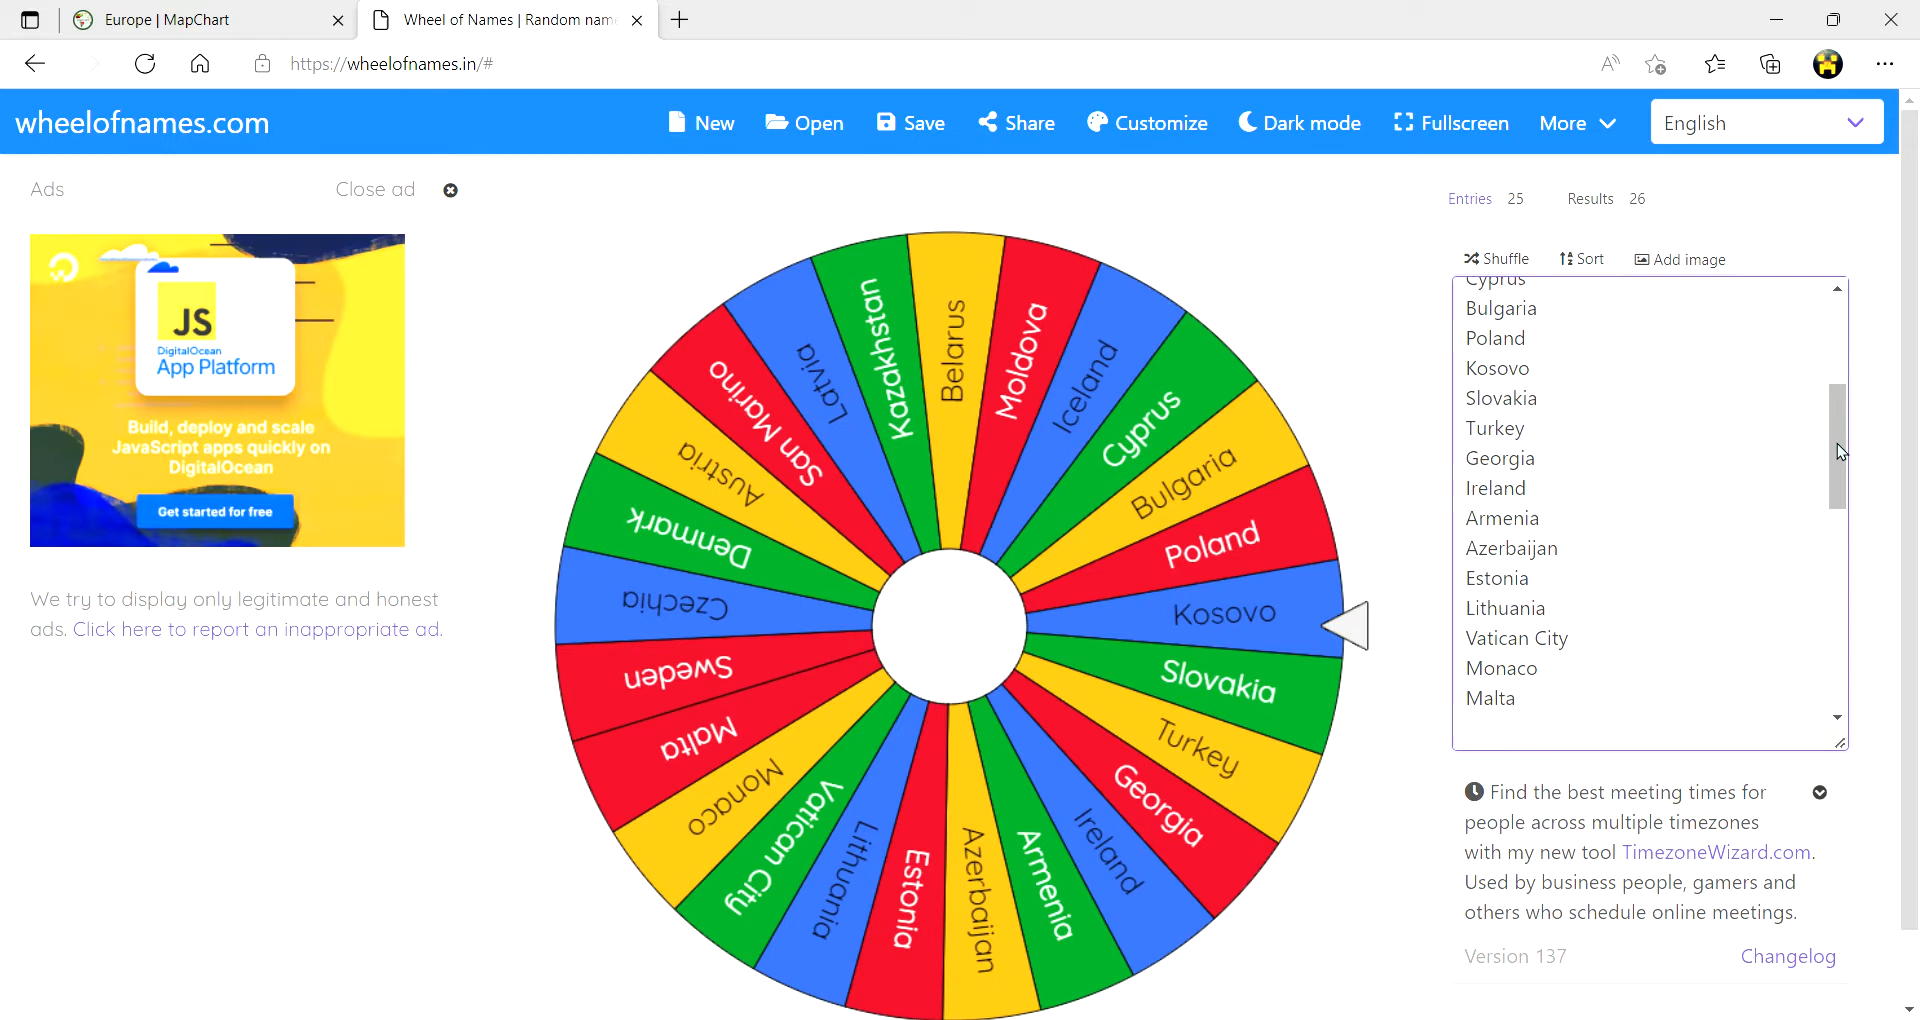 Europe | MapChart
Wheel of Names | Random nam
https://wheelofnames.in/#
wheelofnames.com
New
Open
Save
Share
Customize
Dark mode
Fullscreen
More
English
Ads
Close ad
JS
DigitalOcean
App Platform
Build, deploy and scale
JavaScript apps quickly on
DigitalOcean
Get started for free
We try to display only legitimate and honest
ads. Click here to report an inappropriate ad.
Belarus
Moldova
Iceland
Cyprus
Bulgaria
Poland
Kosovo
Slovakia
Turkey
Georgia
Ireland
Armenia
Azerbaijan
Estonia
Lithuania
Vatican City
Monaco
Malta
Sweden
Czechia
Denmark
Austria
San Marino
Latvia
Kazakhstan
Entries 25 Results 26
Shuffle Sort Add image
Cyprus
Bulgaria
Poland
Kosovo
Slovakia
Turkey
Georgia
Ireland
Armenia
Azerbaijan
Estonia
Lithuania
Vatican City
Monaco
Malta
Find the best meeting times for
people across multiple timezones
with my new tool TimezoneWizard.com.
Used by business people, gamers and
others who schedule online meetings.
Version 137 Changelog